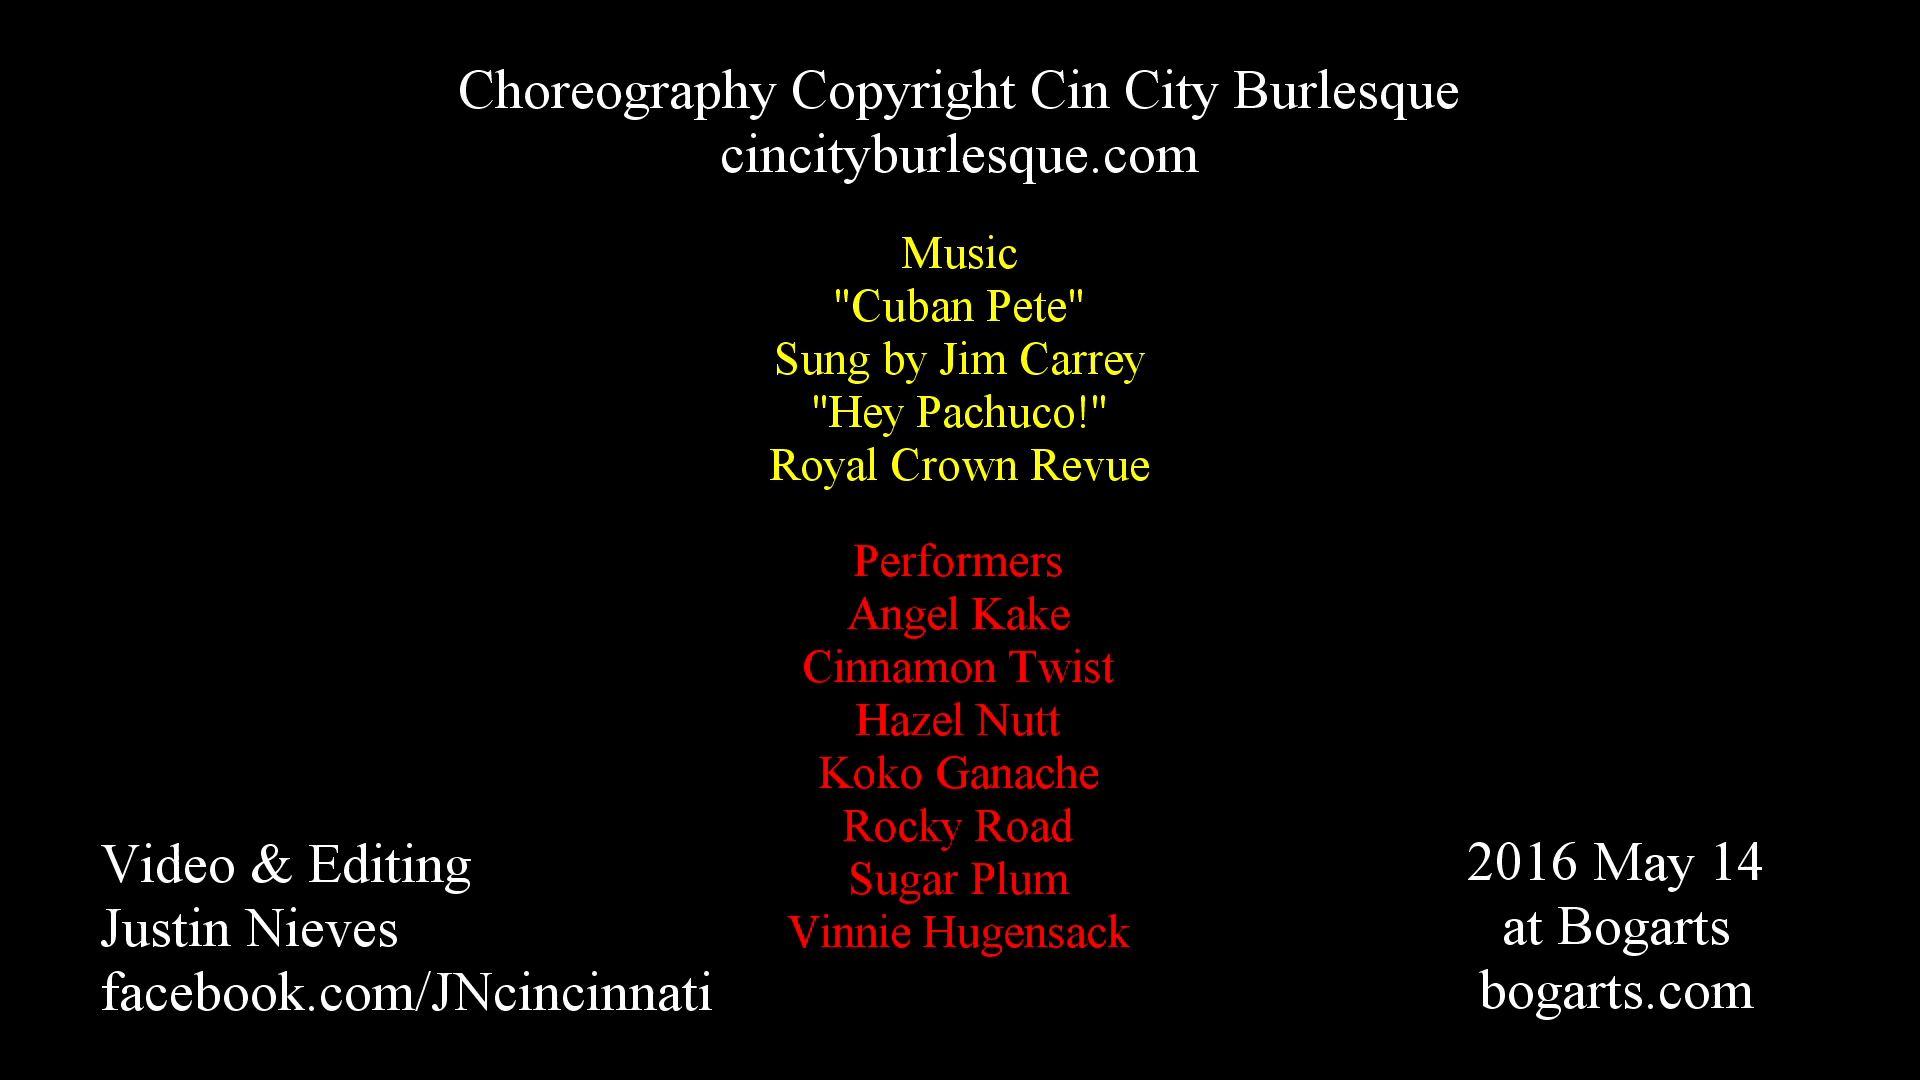 Choreography Copyright Cin City Burlesque
cincityburlesque.com
Music
"Cuban Pete"
Sung by Jim Carrey
"Hey Pachuco!"
Royal Crown Revue
Performers
Angel Kake
Cinnamon Twist
Hazel Nutt
Koko Ganache
Rocky Road
Sugar Plum
Vinnie Hugensack
Video & Editing
Justin Nieves
facebook.com/JNcincinnati
2016 May 14
at Bogarts
bogarts.com